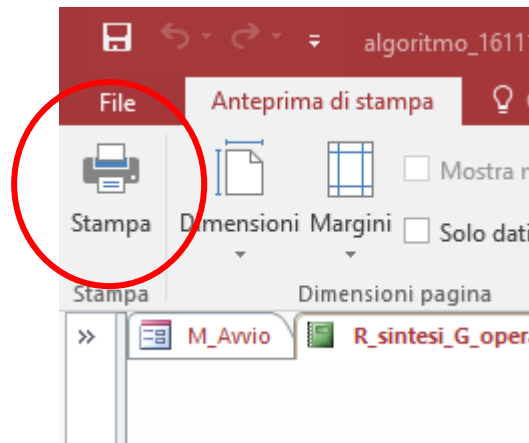 algoritmo_1611
File Anteprima di stampa
Mostra
Stampa Dimensioni Margini Solo dati
Stampa Dimensioni pagina
M_Avvio R_sintesi_G_oper